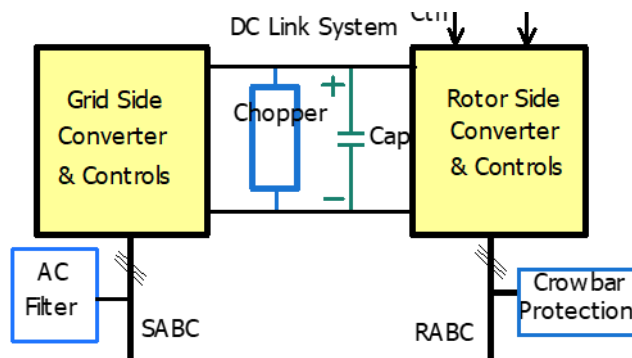 DC Link System
Grid Side
Converter
& Controls
Chopper
+
Cap
−
Rotor Side
Converter
& Controls
AC
Filter
SABC
RABC
Crowbar
Protection